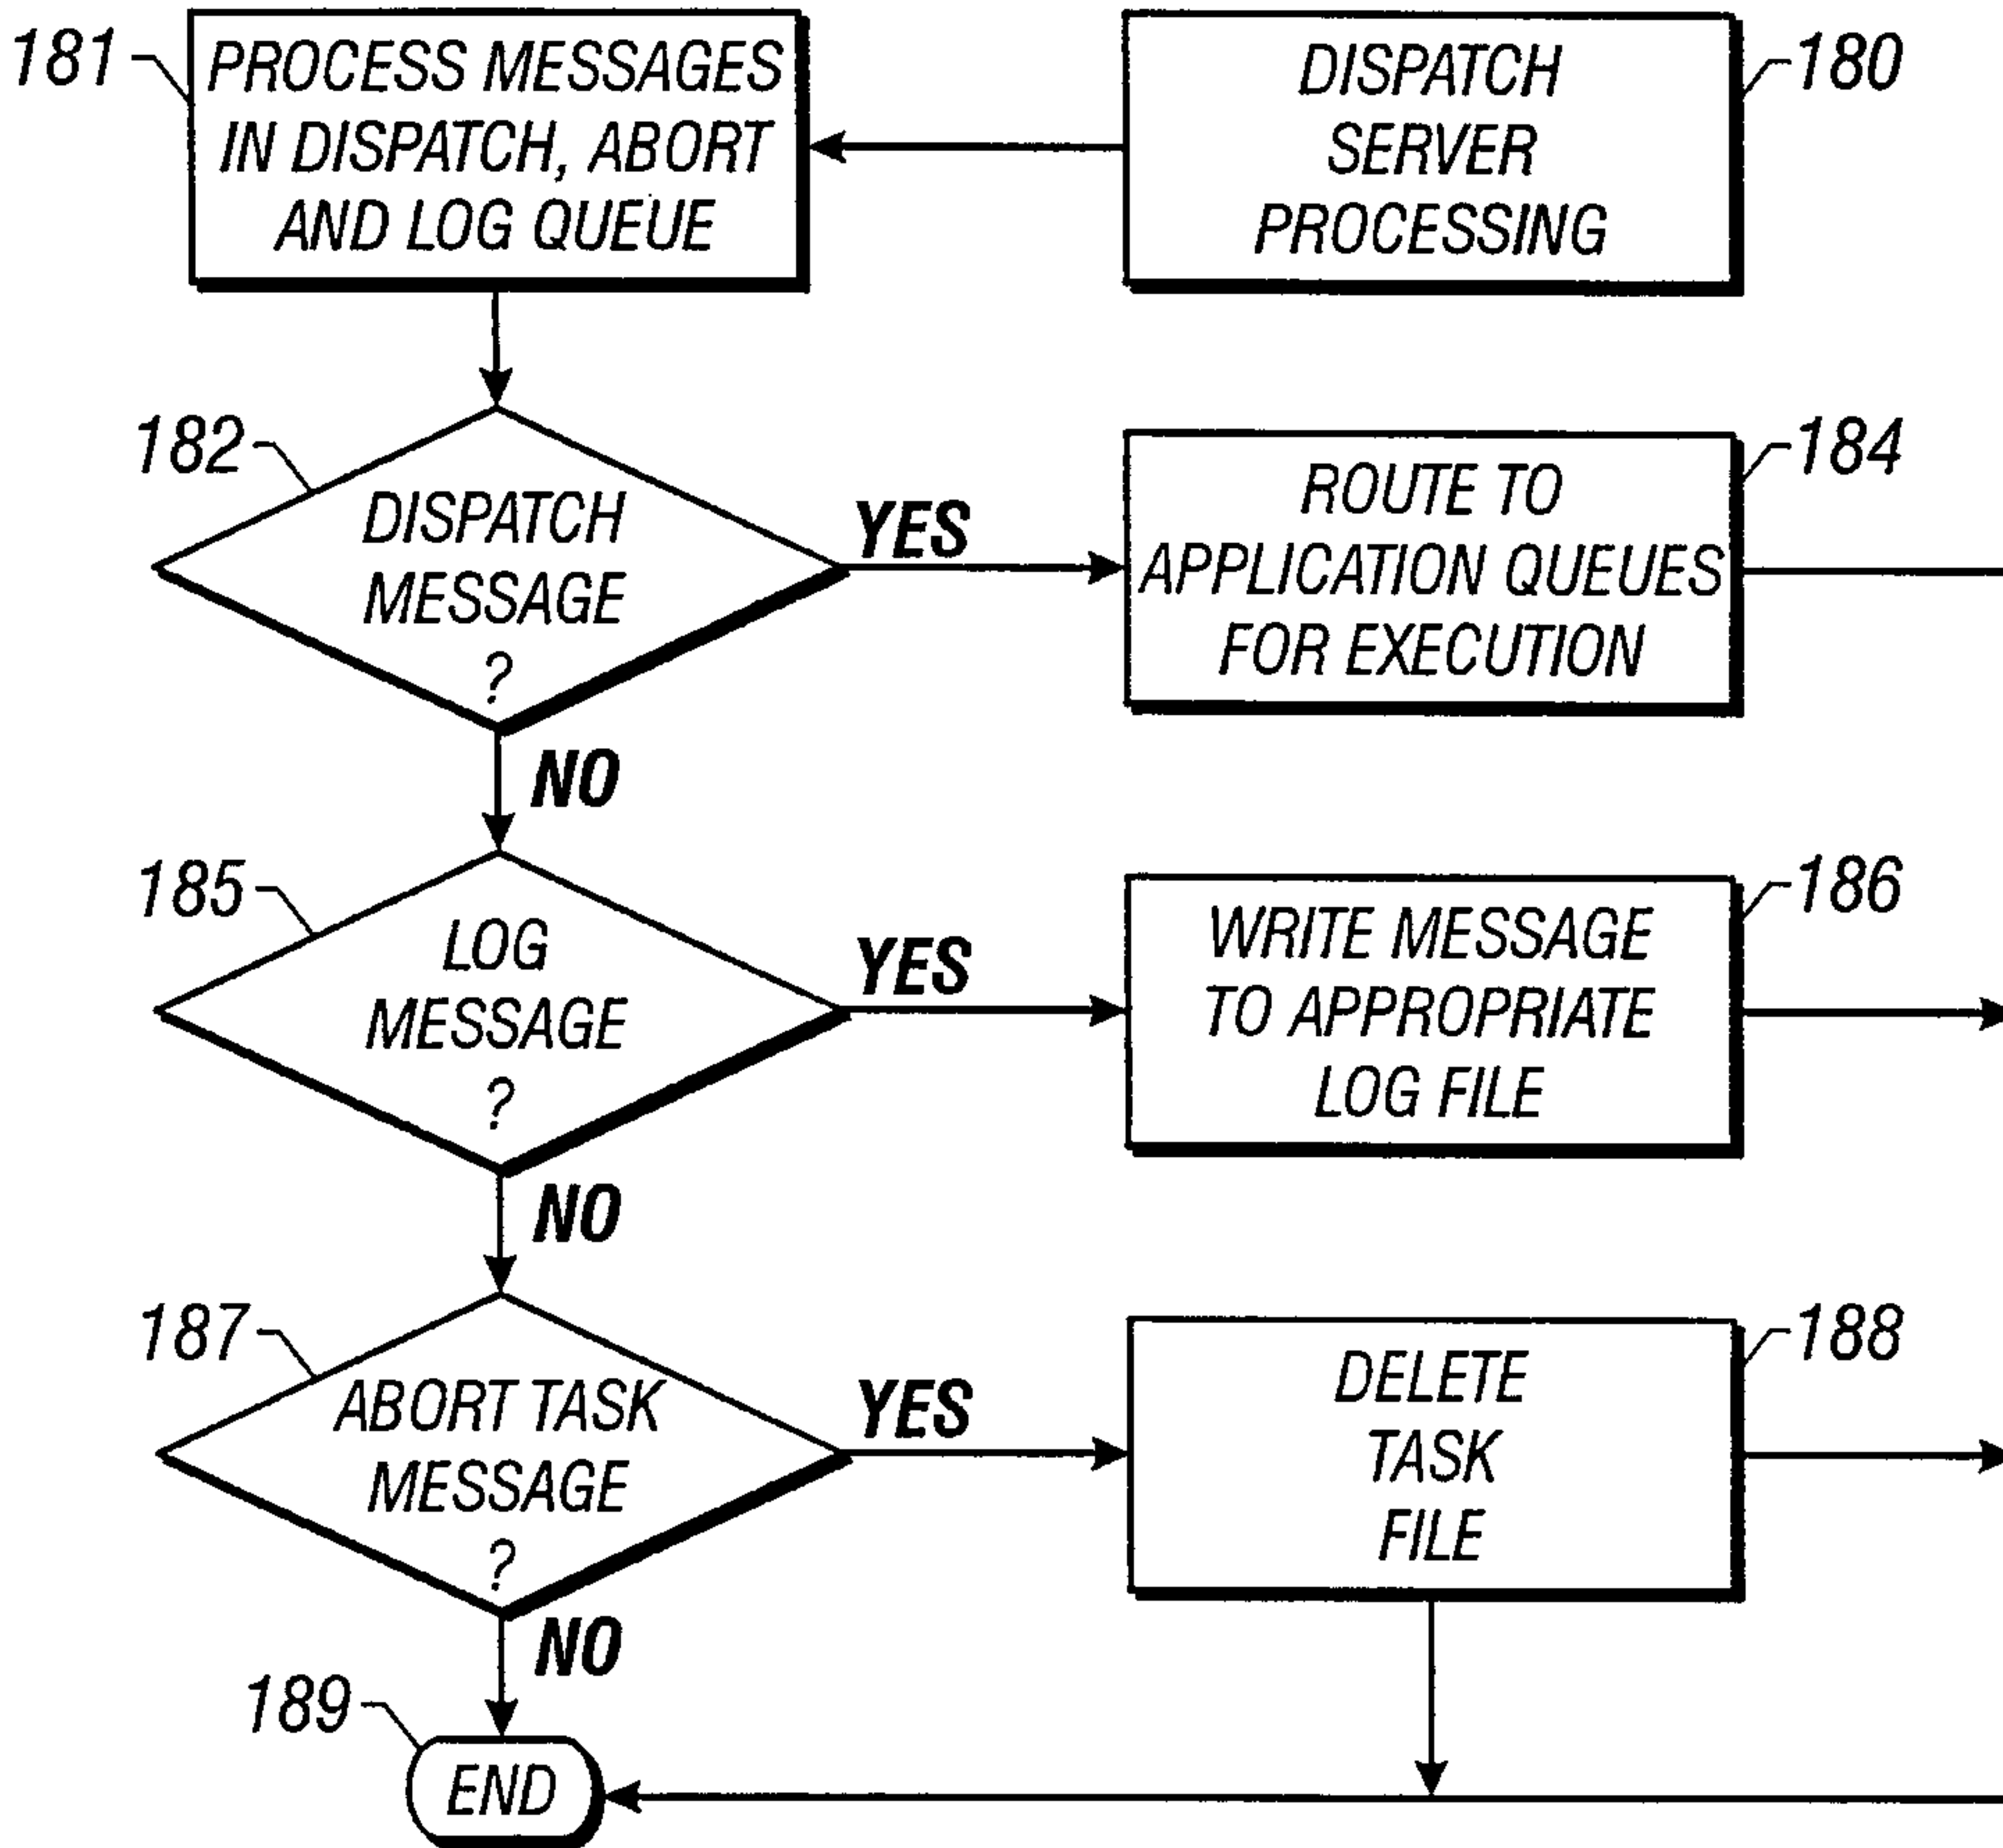 181
PROCESS MESSAGES
IN DISPATCH, ABORT
AND LOG QUEUE
DISPATCH
SERVER
PROCESSING
180
182
DISPATCH
MESSAGE
?
YES
ROUTE TO
APPLICATION QUEUES
FOR EXECUTION
184
NO
185
LOG
MESSAGE
?
YES
WRITE MESSAGE
TO APPROPRIATE
LOG FILE
186
NO
187
ABORT TASK
MESSAGE
?
YES
DELETE
TASK
FILE
188
NO
189
END